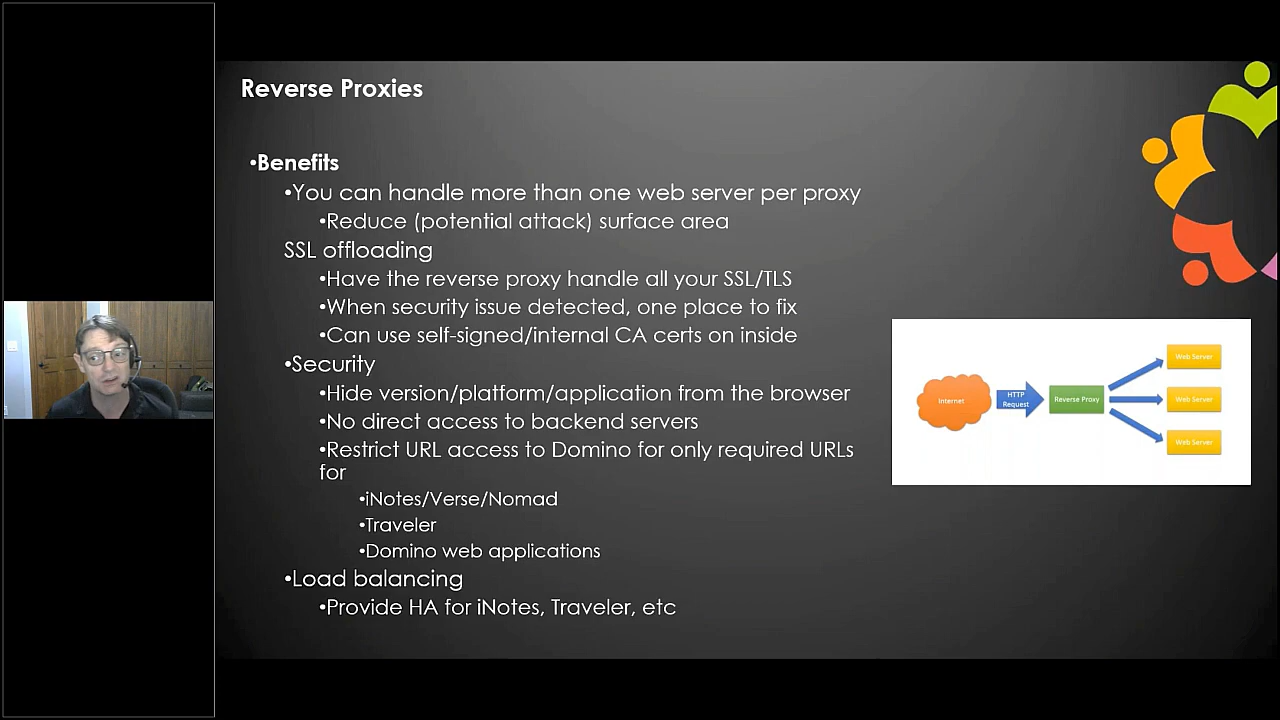 Reverse Proxies
•Benefits
•You can handle more than one web server per proxy
•Reduce (potential attack) surface area
SSL offloading
•Have the reverse proxy handle all your SSL/TLS
•When security issue detected, one place to fix
•Can use self-signed/internal CA certs on inside
•Security
•Hide version/platform/application from the browser
•No direct access to backend servers
•Restrict URL access to Domino for only required URLs
for
•iNotes/Verse/Nomad
•Traveler
•Domino web applications
•Load balancing
•Provide HA for iNotes, Traveler, etc
Internet
HTTP
Request
Reverse Proxy
Web Server
Web Server
Web Server